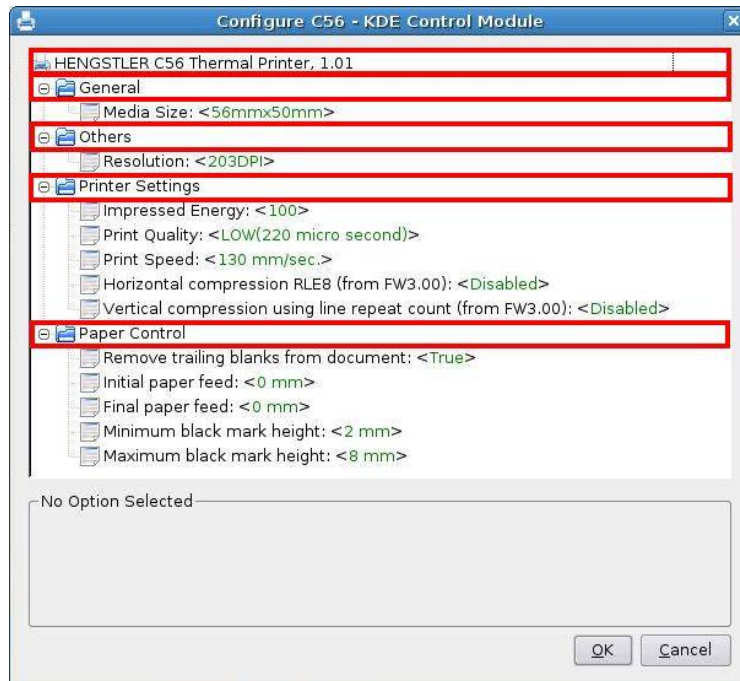 Configure C56 - KDE Control Module
HENGSTLER C56 Thermal Printer, 1.01
General
Media Size: <56mmx50mm>
Others
Resolution: <203DPI>
Printer Settings
Impressed Energy: <100>
Print Quality: <LOW(220 micro second)>
Print Speed: <130 mm/sec.>
Horizontal compression RLE8 (from FW3.00): <Disabled>
Vertical compression using line repeat count (from FW3.00): <Disabled>
Paper Control
Remove trailing blanks from document: <True>
Initial paper feed: <0 mm>
Final paper feed: <0 mm>
Minimum black mark height: <2 mm>
Maximum black mark height: <8 mm>
No Option Selected
OK Cancel